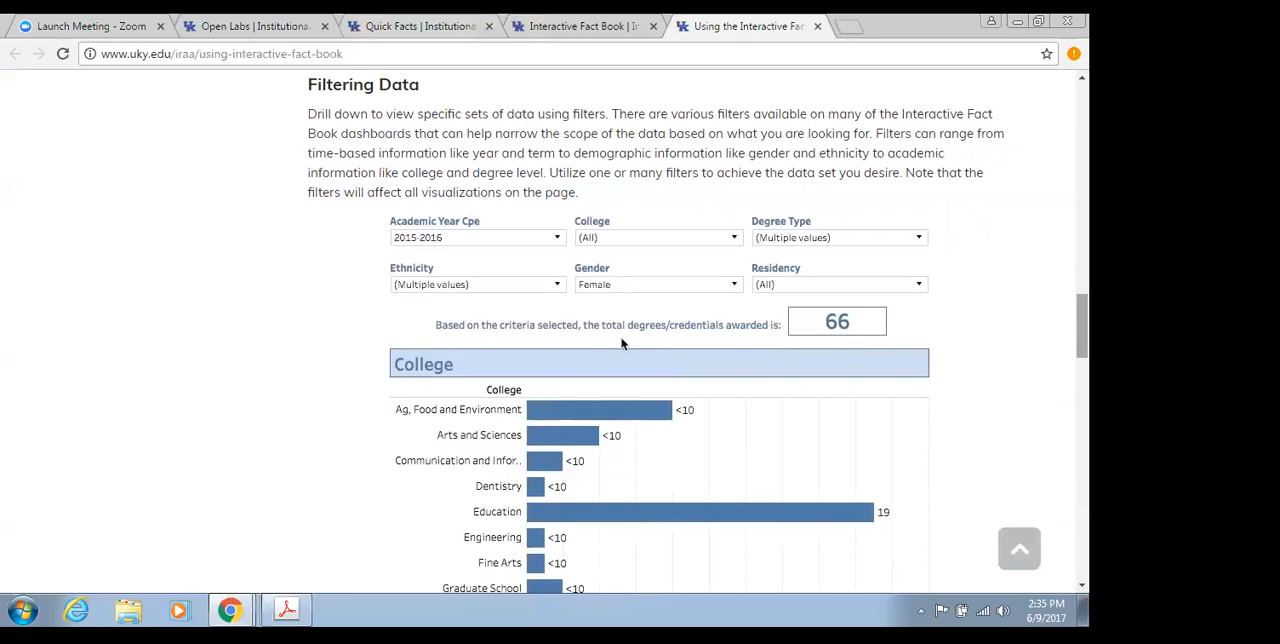 Launch Meeting - Zoom
Open Labs | Institutiona
Quick Facts | Institutiona
Interactive Fact Book | Ir
Using the Interactive Fac
www.uky.edu/iraa/using-interactive-fact-book
Filtering Data
Drill down to view specific sets of data using filters. There are various filters available on many of the Interactive Fact
Book dashboards that can help narrow the scope of the data based on what you are looking for. Filters can range from
time-based information like year and term to demographic information like gender and ethnicity to academic
information like college and degree level. Utilize one or many filters to achieve the data set you desire. Note that the
filters will affect all visualizations on the page.
Academic Year Cpe College Degree Type
2015-2016 (All) (Multiple values)
Ethnicity Gender Residency
(Multiple values) Female (All)
Based on the criteria selected, the total degrees/credentials awarded is: 66
College
College
Ag, Food and Environment <10
Arts and Sciences <10
Communication and Infor.. <10
Dentistry <10
Education 19
Engineering <10
Fine Arts <10
Graduate School <10
2:35 PM
6/9/2017